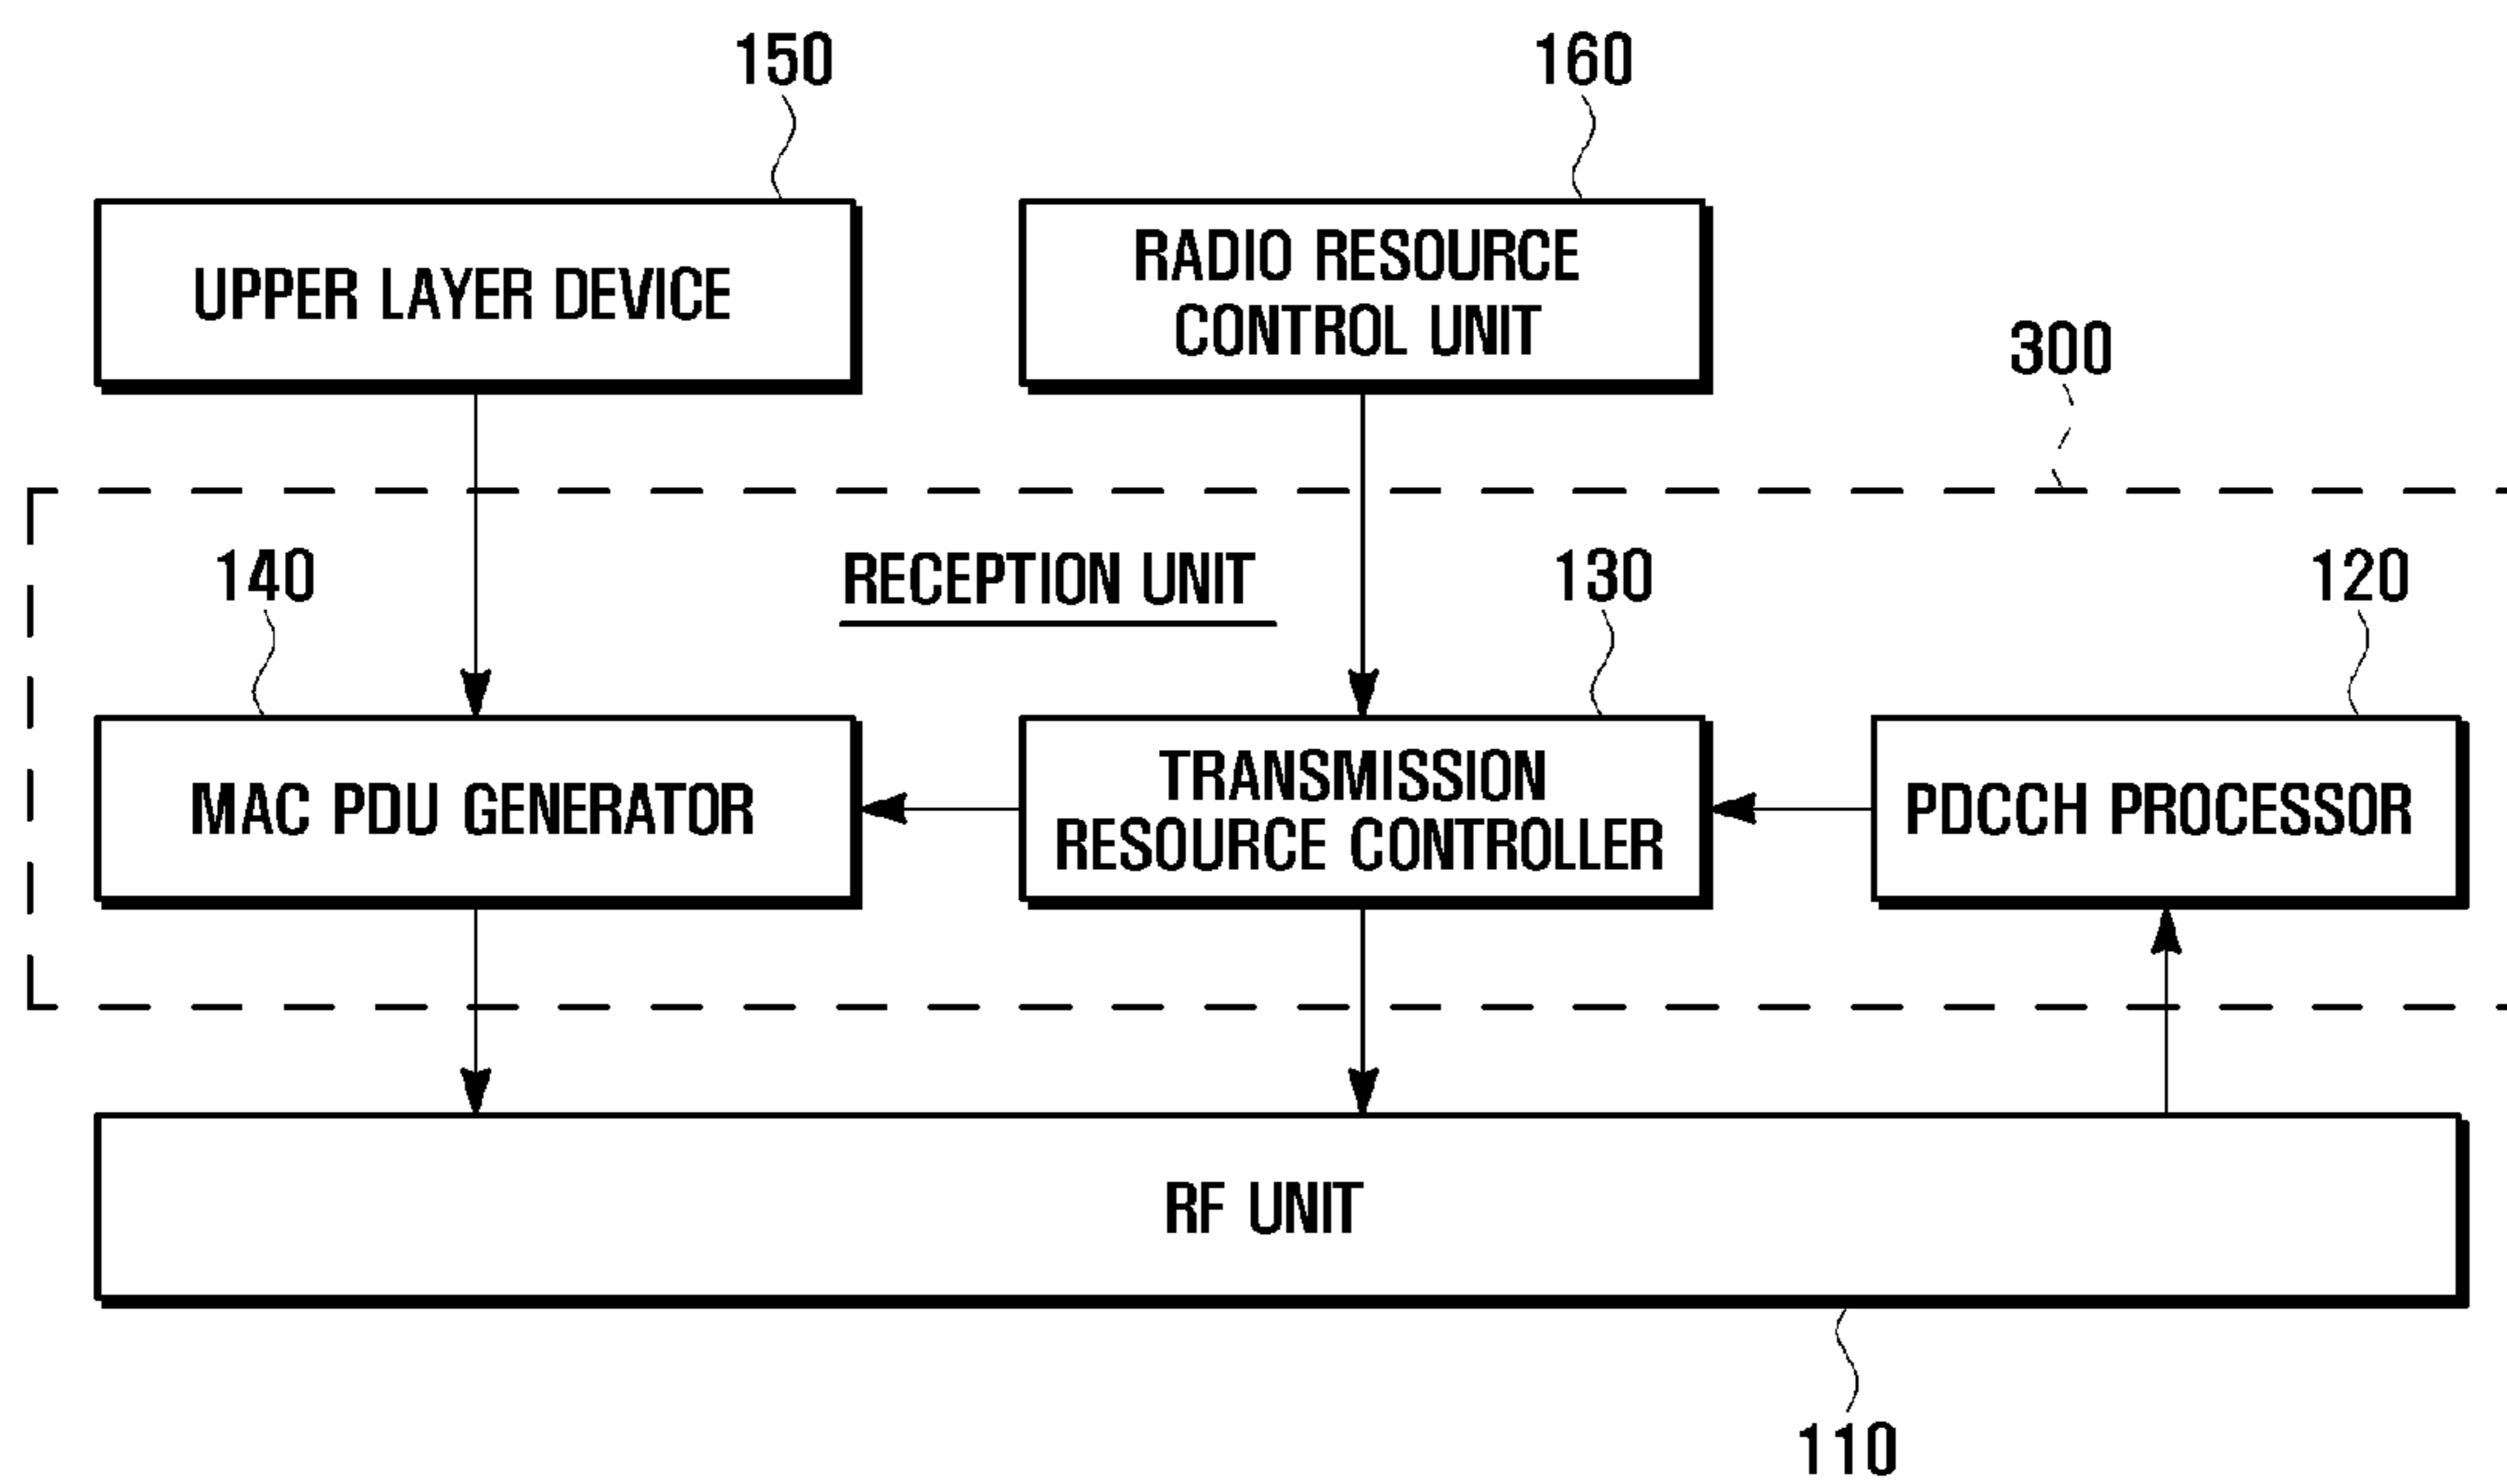 150
160
UPPER LAYER DEVICE
RADIO RESOURCE
CONTROL UNIT
300
RECEPTION UNIT
140
130
120
MAC PDU GENERATOR
TRANSMISSION
RESOURCE CONTROLLER
PDCCH PROCESSOR
RF UNIT
110